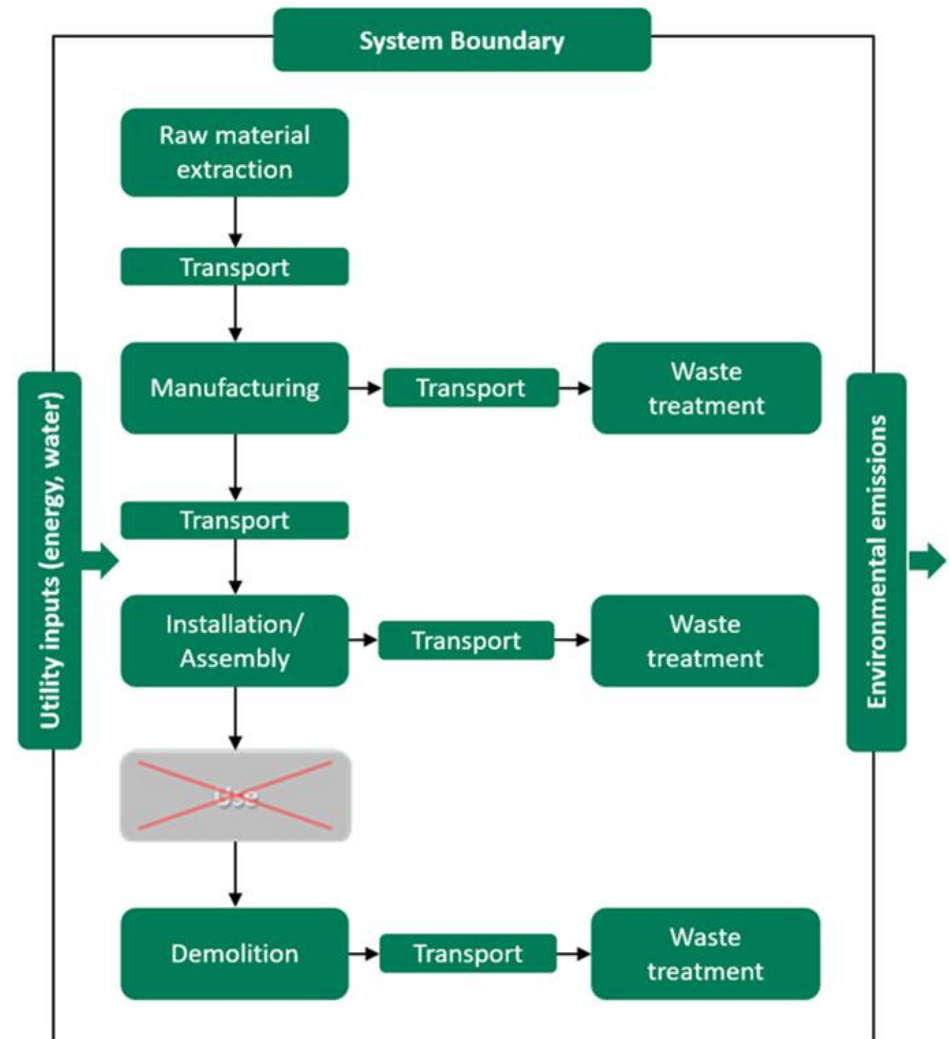 System Boundary
Raw material
extraction
Transport
Manufacturing
Transport
Waste
treatment
Transport
Installation/
Assembly
Transport
Waste
treatment
Use
Demolition
Transport
Waste
treatment
Utility inputs (energy, water)
Environmental emissions